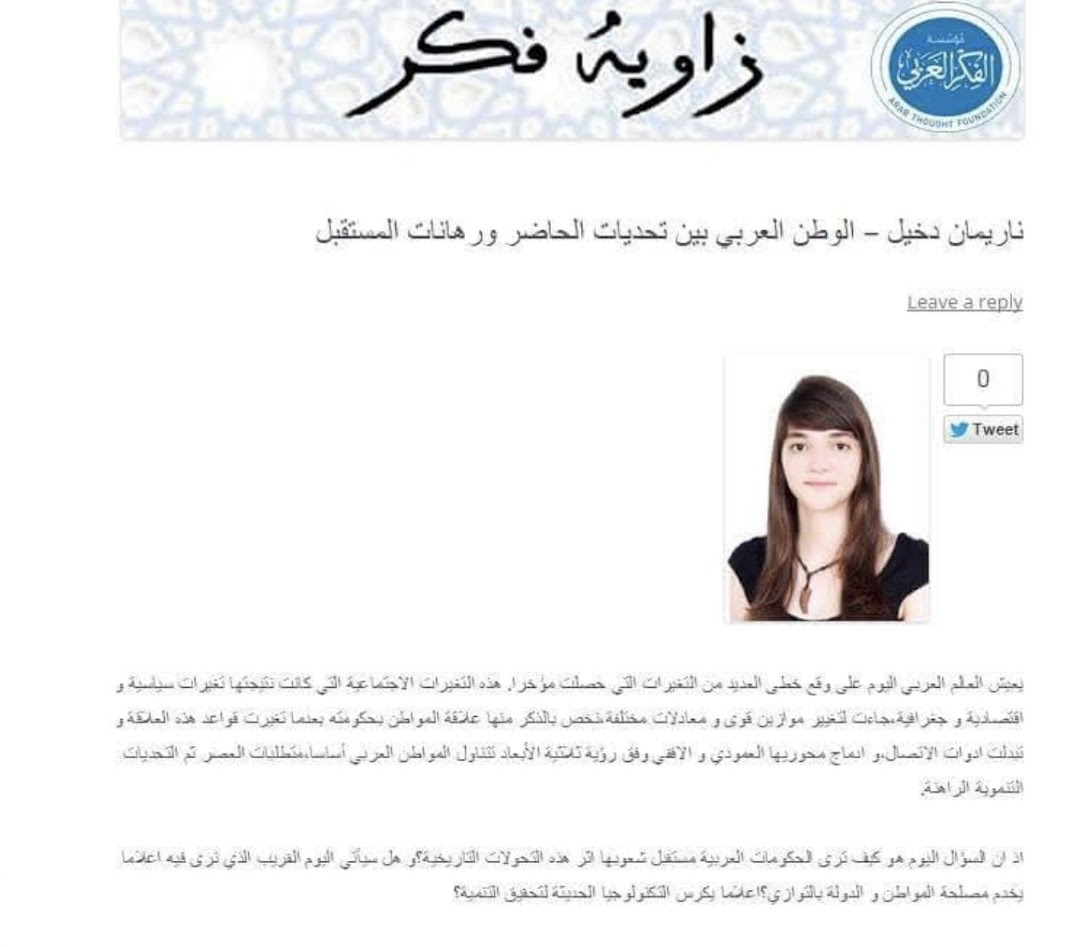 زاوية فكر
مؤسسة
الفكر العربي
ARAB THOUGHT FOUNDATION
ناريمان دخيل – الوطن العربي بين تحديات الحاضر ورهانات المستقبل
Leave a reply
0
Tweet
يعيش العالم العربي اليوم على وقع خطى العديد من التغيرات التي حصلت مؤخرا. هذه التغيرات الاجتماعية التي كانت نتيجتها تغيرات سياسية و
اقتصادية و جغرافية،جاءت لتغيير موازين قوى و معادلات مختلفة،نخص بالذكر منها علاقة المواطن بحكومته بعدما تغيرت قواعد هذه العلاقة و
تبدلت ادوات الاتصال،و ادماج محوريها العمودي و الافقي وفق رؤية ثلاثية الأبعاد تتناول المواطن العربي أساسا،متطلبات العصر ثم التحديات
التنموية الراهنة.
اذ ان السؤال اليوم هو كيف ترى الحكومات العربية مستقبل شعوبها اثر هذه التحولات التاريخية؟و هل سيأتي اليوم القريب الذي نرى فيه اعلاما
يخدم مصلحة المواطن و الدولة بالتوازي؟اعلاما يكرس التكنولوجيا الحديثة لتحقيق التنمية؟